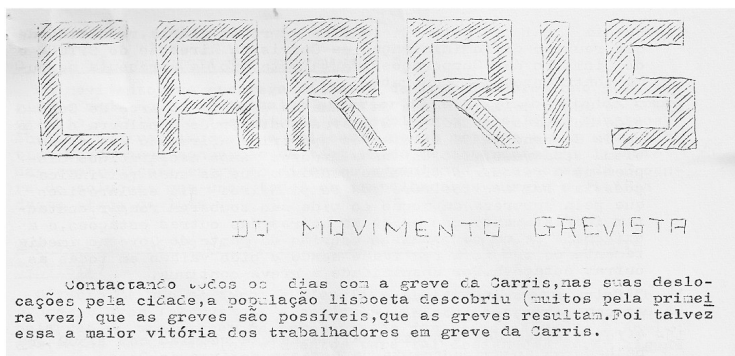 CARRIS
DO MOVIMENTO GREVISTA
Contactando todos os dias com a greve da Carris,nas suas deslo-
cações pela cidade,a população lisboeta descobriu (muitos pela primei
ra vez) que as greves são possíveis,que as greves resultam.Foi talvez
essa a maior vitória dos trabalhadores em greve da Carris.